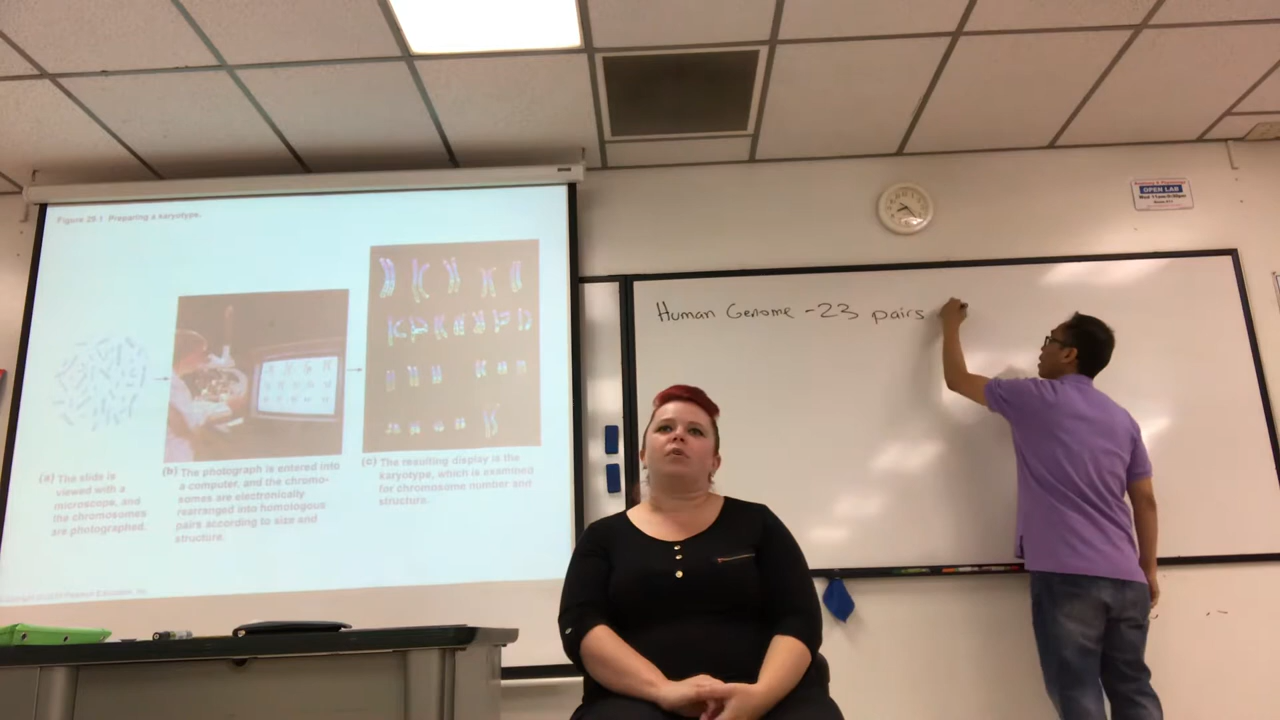 Figure 29.1 Preparing a karyotype.
(a) The slide is
viewed with a
microscope, and
the chromosomes
are photographed.
(b) The photograph is entered into
a computer, and the chromo-
somes are electronically
rearranged into homologous
pairs according to size and
structure.
(c) The resulting display is the
karyotype, which is examined
for chromosome number and
structure.
Human Genome - 23 pairs
OPEN LAB